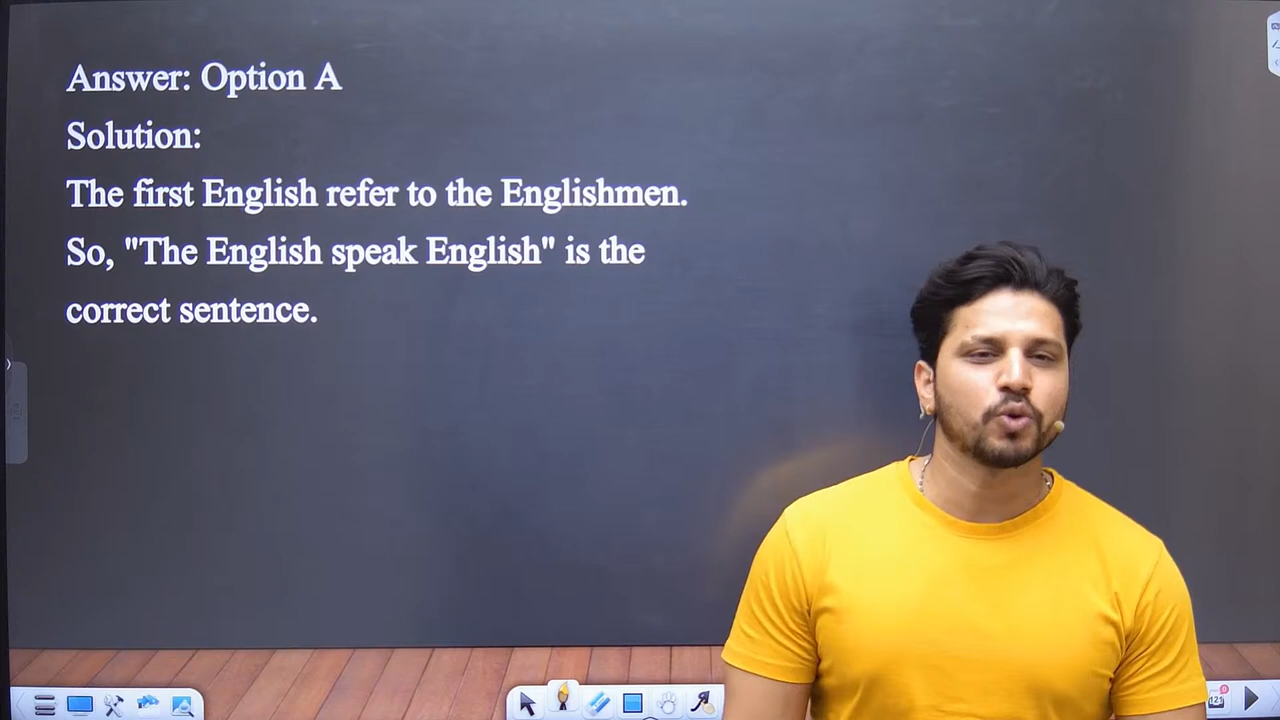 Answer: Option A
Solution:
The first English refer to the Englishmen.
So, "The English speak English" is the
correct sentence.
121